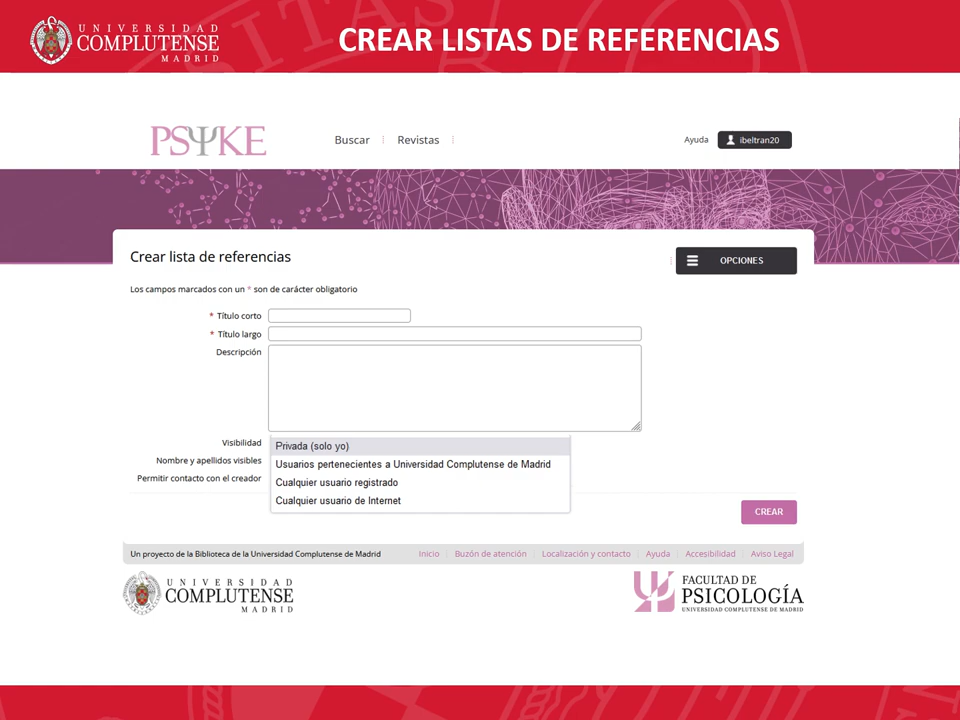 UNIVERSIDAD
COMPLUTENSE
MADRID
CREAR LISTAS DE REFERENCIAS
PSΨKE
Buscar
Revistas
Ayuda
ibeltran20
Crear lista de referencias
OPCIONES
Los campos marcados con un * son de carácter obligatorio
* Título corto
* Título largo
Descripción
Visibilidad
Privada (solo yo)
Nombre y apellidos visibles
Usuarios pertenecientes a Universidad Complutense de Madrid
Permitir contacto con el creador
Cualquier usuario registrado
Cualquier usuario de Internet
CREAR
Un proyecto de la Biblioteca de la Universidad Complutense de Madrid
Inicio
Buzón de atención
Localización y contacto
Ayuda
Accesibilidad
Aviso Legal
UNIVERSIDAD
COMPLUTENSE
MADRID
FACULTAD DE
PSICOLOGÍA
UNIVERSIDAD COMPLUTENSE DE MADRID